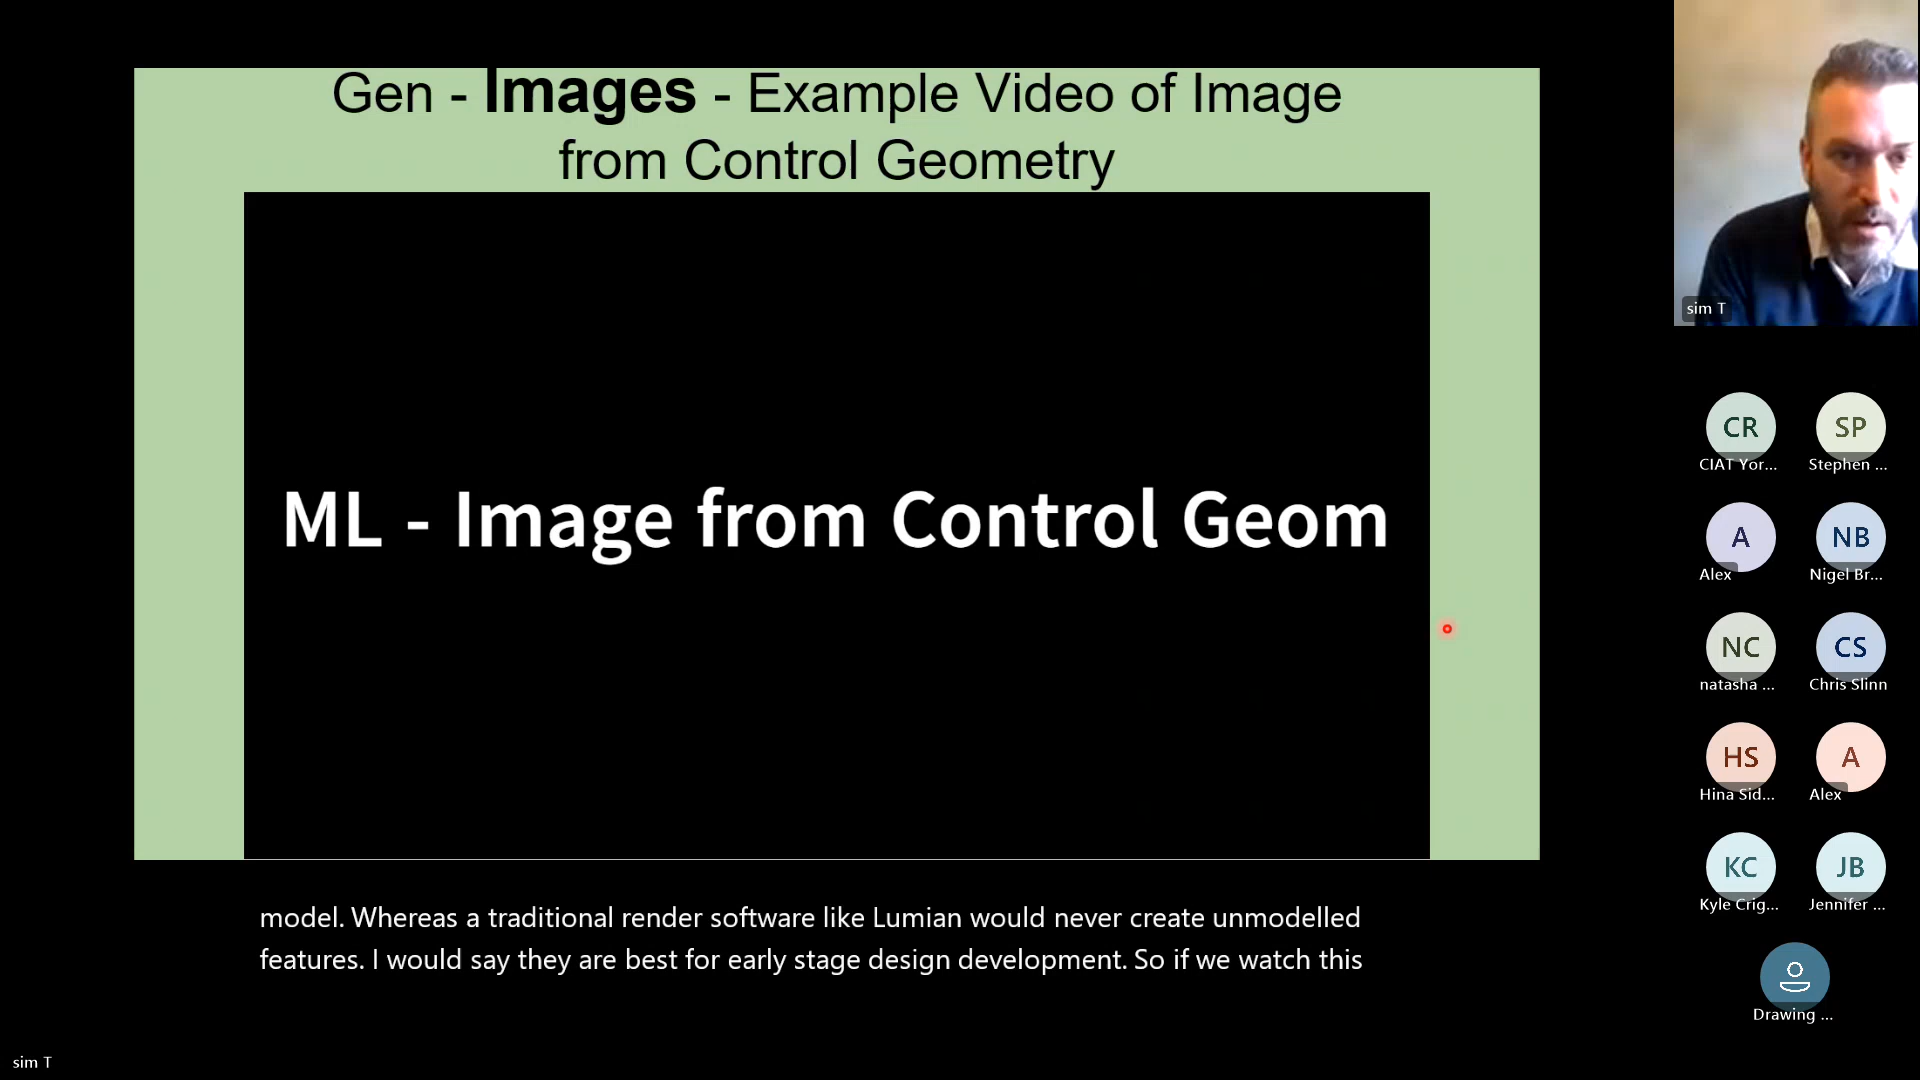 Gen - Images - Example Video of Image
from Control Geometry
ML - Image from Control Geom
model. Whereas a traditional render software like Lumian would never create unmodelled
features. I would say they are best for early stage design development. So if we watch this
sim T
sim T
CR
CIAT Yor...
SP
Stephen ...
A
Alex
NB
Nigel Br...
NC
natasha ...
CS
Chris Slinn
HS
Hina Sid...
A
Alex
KC
Kyle Crig...
JB
Jennifer ...
Drawing ...